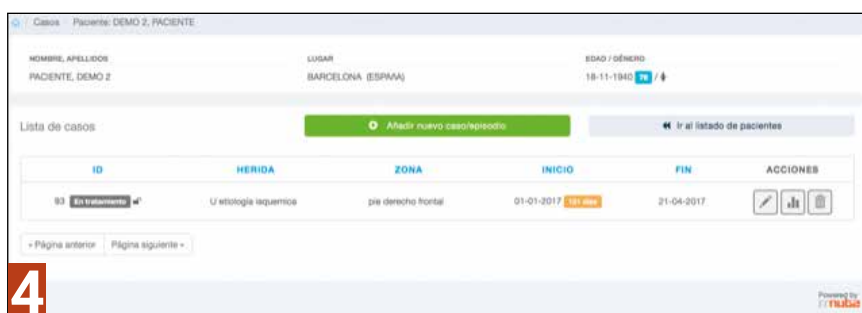 Casos Paciente: DEMO 2, PACIENTE
NOMBRE, APELLIDOS LUGAR EDAD / GÉNERO
PACIENTE, DEMO 2 BARCELONA (ESPAÑA) 18-11-1940 76 /
Lista de casos Añadir nuevo caso/episodio Ir al listado de pacientes
ID HERIDA ZONA INICIO FIN ACCIONES
93 En tratamiento U etiología isquemica pie derecho frontal 01-01-2017 días 21-04-2017
« Página anterior Página siguiente »
4
Powered by
nuba